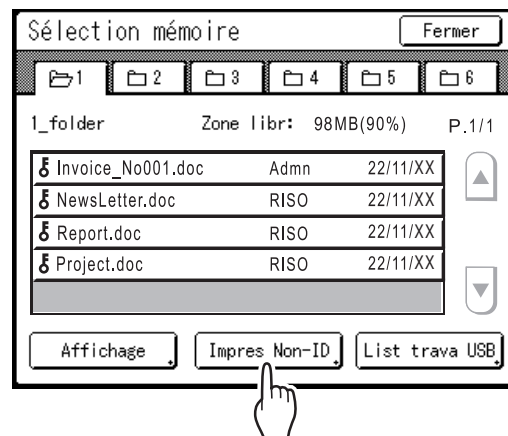 Sélection mémoire Fermer
1 2 3 4 5 6
1_folder Zone libr: 98MB(90%) P.1/1
Invoice_No001.doc Admn 22/11/XX
NewsLetter.doc RISO 22/11/XX
Report.doc RISO 22/11/XX
Project.doc RISO 22/11/XX
Affichage Impres Non-ID List trava USB